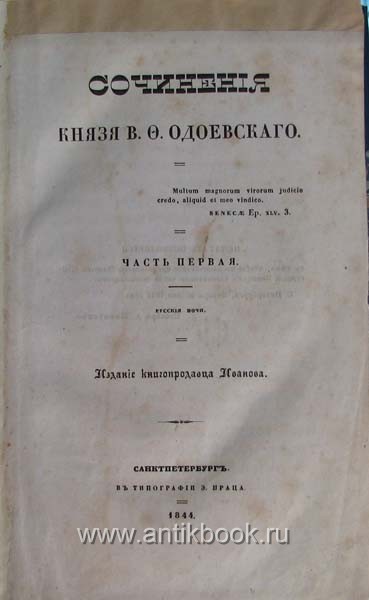 СОЧИНЕНІЯ
КНЯЗЯ В. Ѳ. ОДОЕВСКАГО.
Multum magnorum virorum judicio
credo, aliquid et meo vindico.
SENECÆ Ep. XLV. 3.
ЧАСТЬ ПЕРВАЯ.
РУССКІЯ НОЧИ.
Изданіе книгопродавца Иванова.
САНКТПЕТЕРБУРГЪ.
ВЪ ТИПОГРАФІИ Э. ПРАЦА.
1844.
www.antikbook.ru